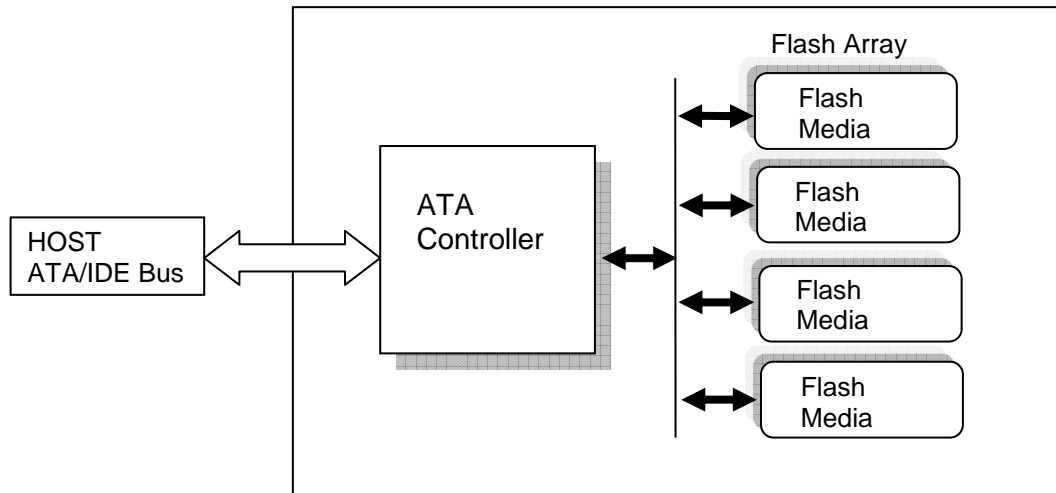 Flash Array
Flash
Media
ATA
Controller
Flash
Media
HOST
ATA/IDE Bus
Flash
Media
Flash
Media